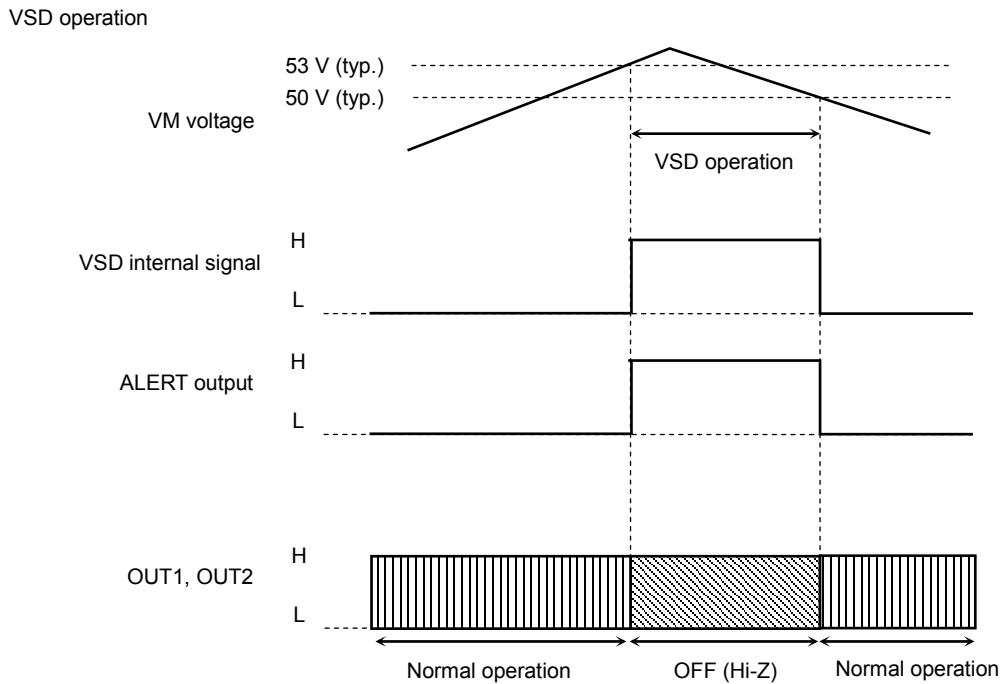 VSD operation
53 V (typ.)
50 V (typ.)
VM voltage
VSD operation
H
VSD internal signal
L
H
ALERT output
L
H
OUT1, OUT2
L
Normal operation
OFF (Hi-Z)
Normal operation